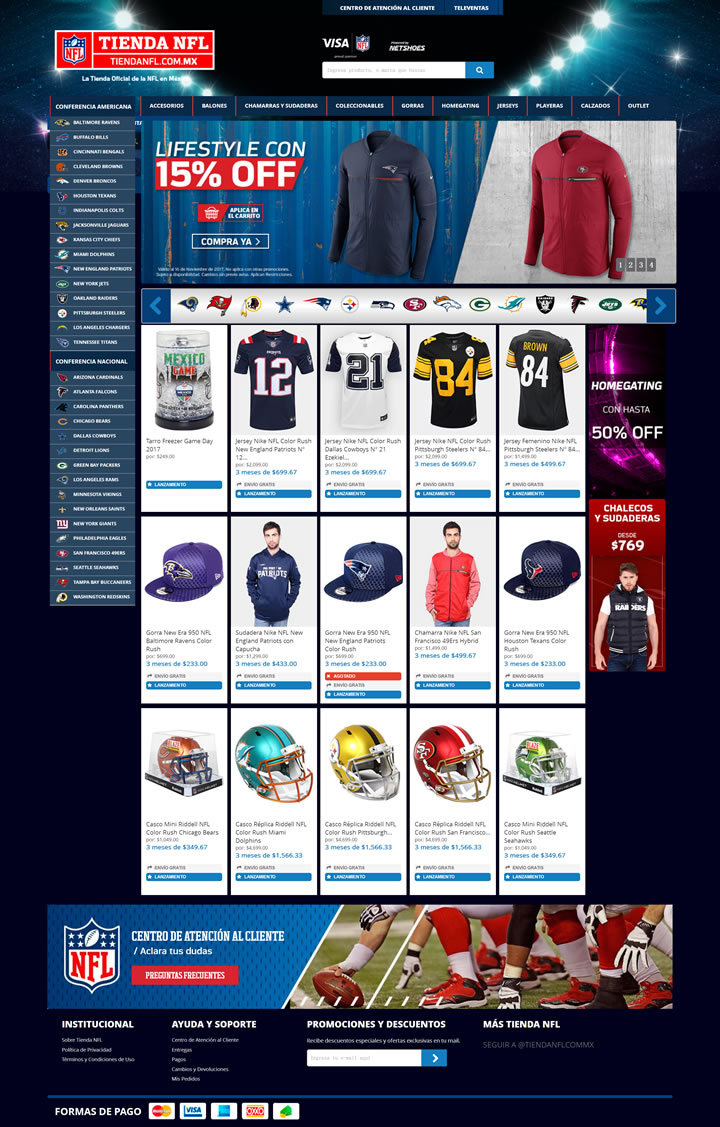 CENTRO DE ATENCIÓN AL CLIENTE
TELEVENTAS
NFL
TIENDA NFL
TIENDANFL.COM.MX
La Tienda Oficial de la NFL en México
VISA
NFL
Powered by
NETSHOES
Ingrese producto, o marca que buscas
CONFERENCIA AMERICANA
ACCESORIOS
BALONES
CHAMARRAS Y SUDADERAS
COLECCIONABLES
GORRAS
HOMEGATING
JERSEYS
PLAYERAS
CALZADOS
OUTLET
BALTIMORE RAVENS
BUFFALO BILLS
CINCINNATI BENGALS
CLEVELAND BROWNS
DENVER BRONCOS
HOUSTON TEXANS
INDIANAPOLIS COLTS
JACKSONVILLE JAGUARS
KANSAS CITY CHIEFS
MIAMI DOLPHINS
NEW ENGLAND PATRIOTS
NEW YORK JETS
OAKLAND RAIDERS
PITTSBURGH STEELERS
LOS ANGELES CHARGERS
TENNESSEE TITANS
CONFERENCIA NACIONAL
ARIZONA CARDINALS
ATLANTA FALCONS
CAROLINA PANTHERS
CHICAGO BEARS
DALLAS COWBOYS
DETROIT LIONS
GREEN BAY PACKERS
LOS ANGELES RAMS
MINNESOTA VIKINGS
NEW ORLEANS SAINTS
NEW YORK GIANTS
PHILADELPHIA EAGLES
SAN FRANCISCO 49ERS
SEATTLE SEAHAWKS
TAMPA BAY BUCCANEERS
WASHINGTON REDSKINS
LIFESTYLE CON
15% OFF
APLICA EN
EL CARRITO
COMPRA YA
Válido al 16 de Noviembre de 2017. No aplica con otras promociones.
Sujeto a disponibilidad. Cambios sin previo aviso. Aplican Restricciones.
1 2 3 4
MEXICO
GAME
Tarro Freezer Game Day
2017
por: $249.00
LANZAMIENTO
PATRIOTS
12
Jersey Nike NFL Color Rush
New England Patriots N°
12...
por: $2,099.00
3 meses de $699.67
ENVÍO GRATIS
LANZAMIENTO
21
Jersey Nike NFL Color Rush
Dallas Cowboys N° 21
Ezekiel...
por: $2,099.00
3 meses de $699.67
ENVÍO GRATIS
LANZAMIENTO
84
Jersey Nike NFL Color Rush
Pittsburgh Steelers N° 84...
por: $2,099.00
3 meses de $699.67
ENVÍO GRATIS
LANZAMIENTO
BROWN
84
Jersey Femenino Nike NFL
Pittsburgh Steelers N° 84...
por: $1,499.00
3 meses de $499.67
ENVÍO GRATIS
LANZAMIENTO
HOMEGATING
CON HASTA
50% OFF
CHALECOS
Y SUDADERAS
DESDE
$769
RAIDERS
Gorra New Era 950 NFL
Baltimore Ravens Color
Rush
por: $699.00
3 meses de $233.00
ENVÍO GRATIS
LANZAMIENTO
PATRIOTS
Sudadera Nike NFL New
England Patriots con
Capucha
por: $1,299.00
3 meses de $433.00
ENVÍO GRATIS
LANZAMIENTO
Gorra New Era 950 NFL
New England Patriots
Color Rush
por: $699.00
3 meses de $233.00
AGOTADO
ENVÍO GRATIS
LANZAMIENTO
Chamarra Nike NFL San
Francisco 49Ers Hybrid
por: $1,499.00
3 meses de $499.67
ENVÍO GRATIS
LANZAMIENTO
Gorra New Era 950 NFL
Houston Texans Color
Rush
por: $699.00
3 meses de $233.00
ENVÍO GRATIS
LANZAMIENTO
Casco Mini Riddell NFL
Color Rush Chicago Bears
por: $1,049.00
3 meses de $349.67
ENVÍO GRATIS
LANZAMIENTO
Casco Réplica Riddell NFL
Color Rush Miami
Dolphins
por: $4,699.00
3 meses de $1,566.33
ENVÍO GRATIS
LANZAMIENTO
Casco Réplica Riddell NFL
Color Rush Pittsburgh...
por: $4,699.00
3 meses de $1,566.33
ENVÍO GRATIS
LANZAMIENTO
Casco Réplica Riddell NFL
Color Rush San Francisco...
por: $4,699.00
3 meses de $1,566.33
ENVÍO GRATIS
LANZAMIENTO
Casco Mini Riddell NFL
Color Rush Seattle
Seahawks
por: $1,049.00
3 meses de $349.67
ENVÍO GRATIS
LANZAMIENTO
NFL
CENTRO DE ATENCIÓN AL CLIENTE
/ Aclara tus dudas
PREGUNTAS FRECUENTES
INSTITUCIONAL
Sobre Tienda NFL
Política de Privacidad
Términos y Condiciones de Uso
AYUDA Y SOPORTE
Centro de Atención al Cliente
Entregas
Pagos
Cambios y Devoluciones
Mis Pedidos
PROMOCIONES Y DESCUENTOS
Recibe descuentos especiales y ofertas exclusivas en tu mail.
Ingresa tu e-mail aquí
MÁS TIENDA NFL
SEGUIR A @TIENDANFLCOMMX
FORMAS DE PAGO
MasterCard
VISA
OXXO